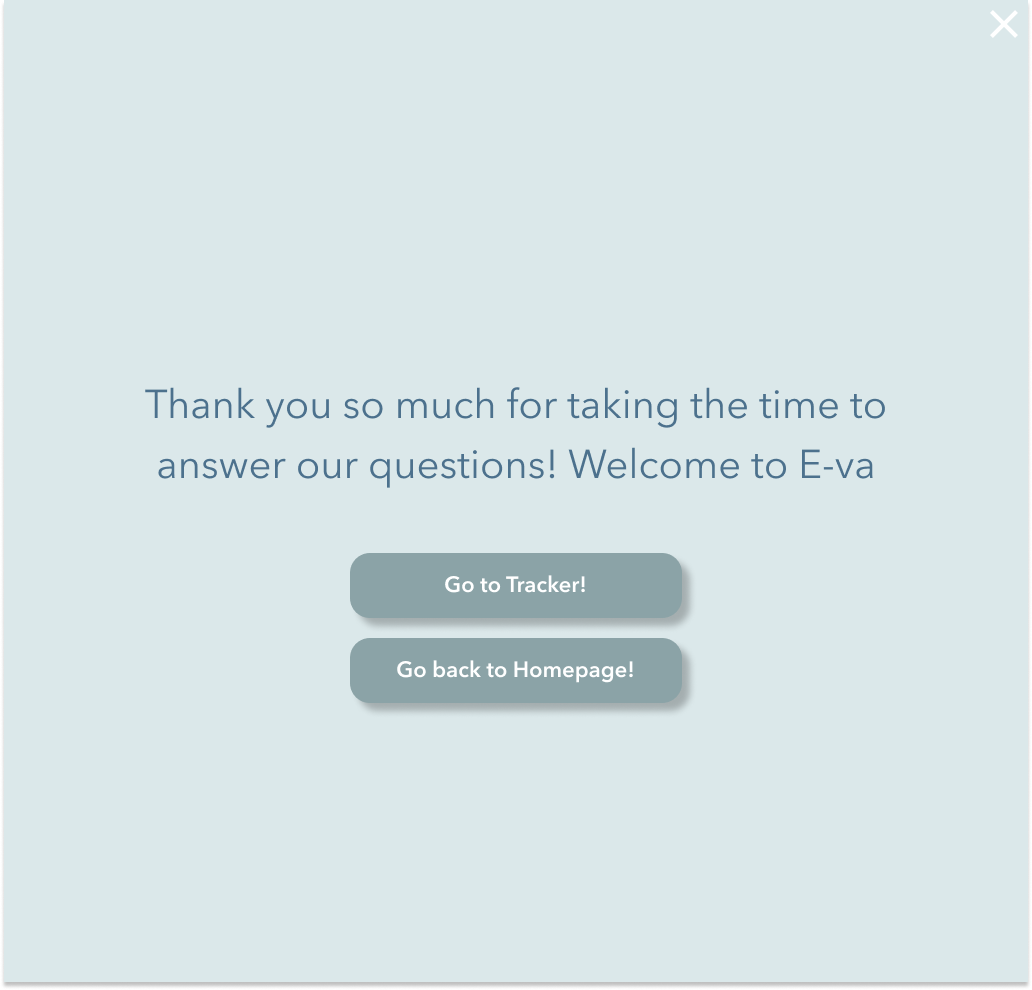 Thank you so much for taking the time to
answer our questions! Welcome to E-va
Go to Tracker!
Go back to Homepage!